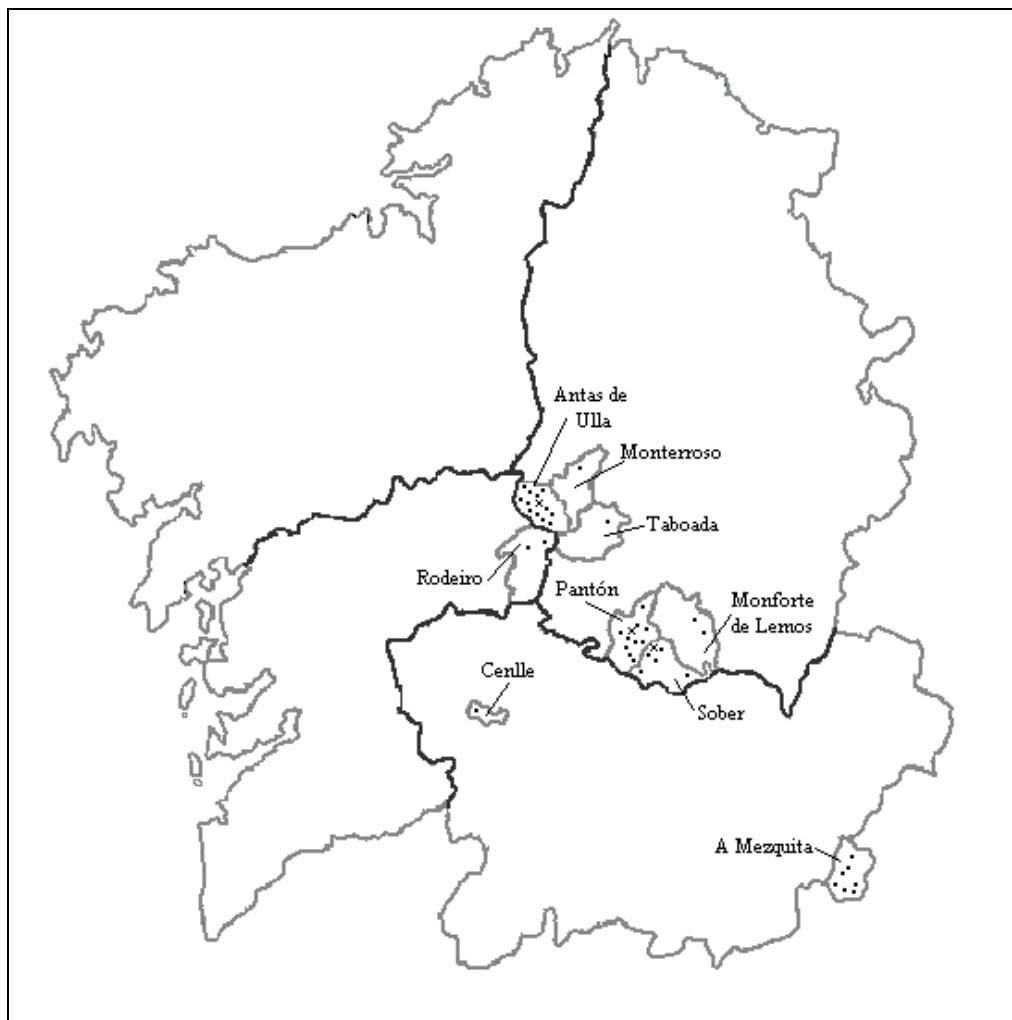 Antas de
Ulla
Monterroso
Taboada
Rodeiro
Pantón
Monforte
de Lemos
Cenlle
Sober
A Mezquita